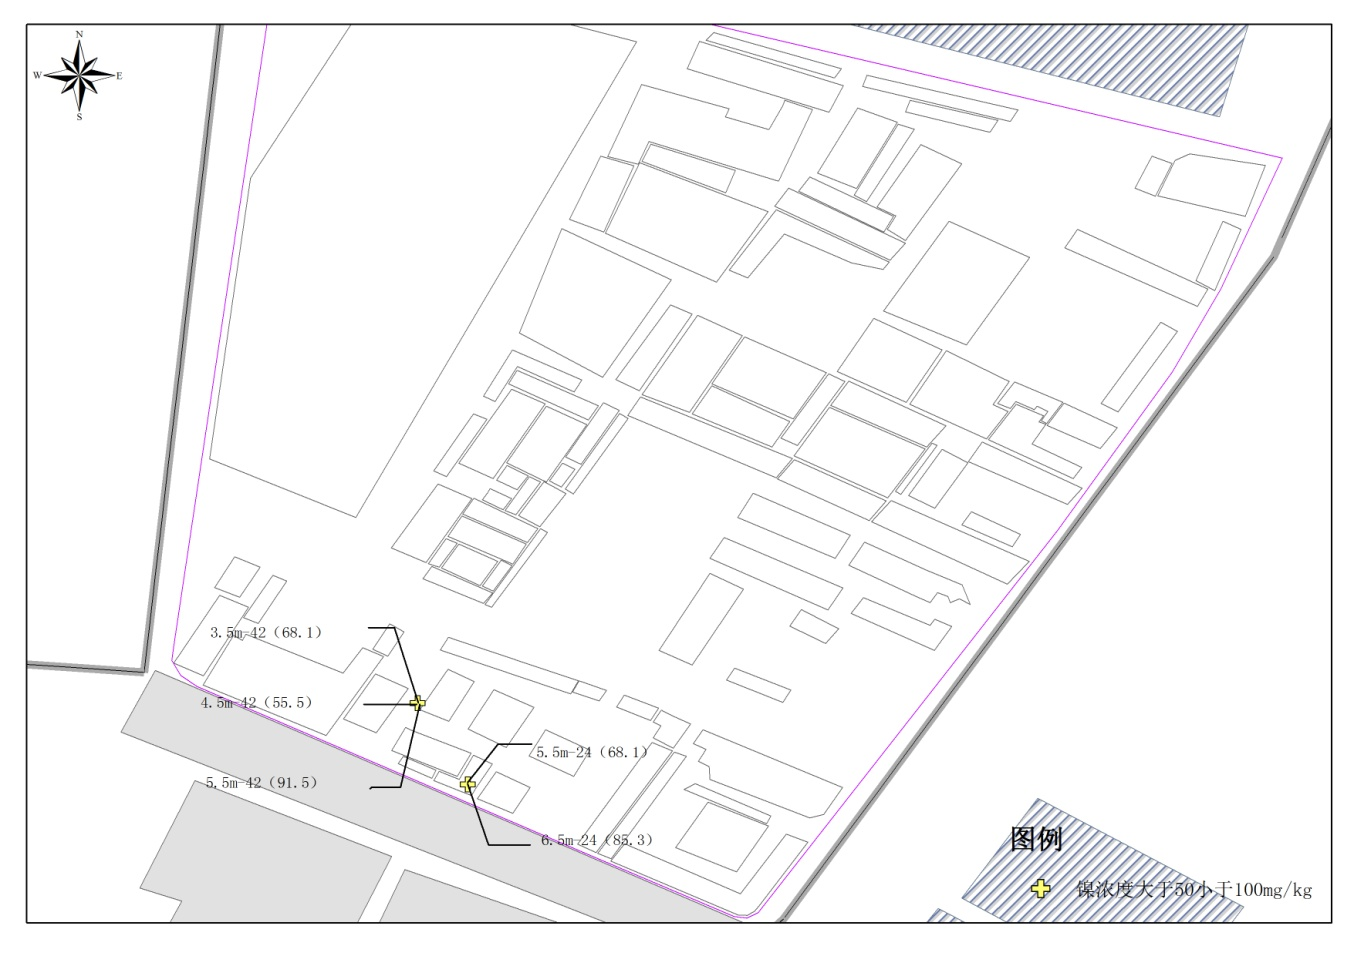 N
W E
S
3.5m-42（68.1）
4.5m-42（55.5）
5.5m-24（68.1）
5.5m-42（91.5）
6.5m-24（85.3）
图例
镍浓度大于50小于100mg/kg